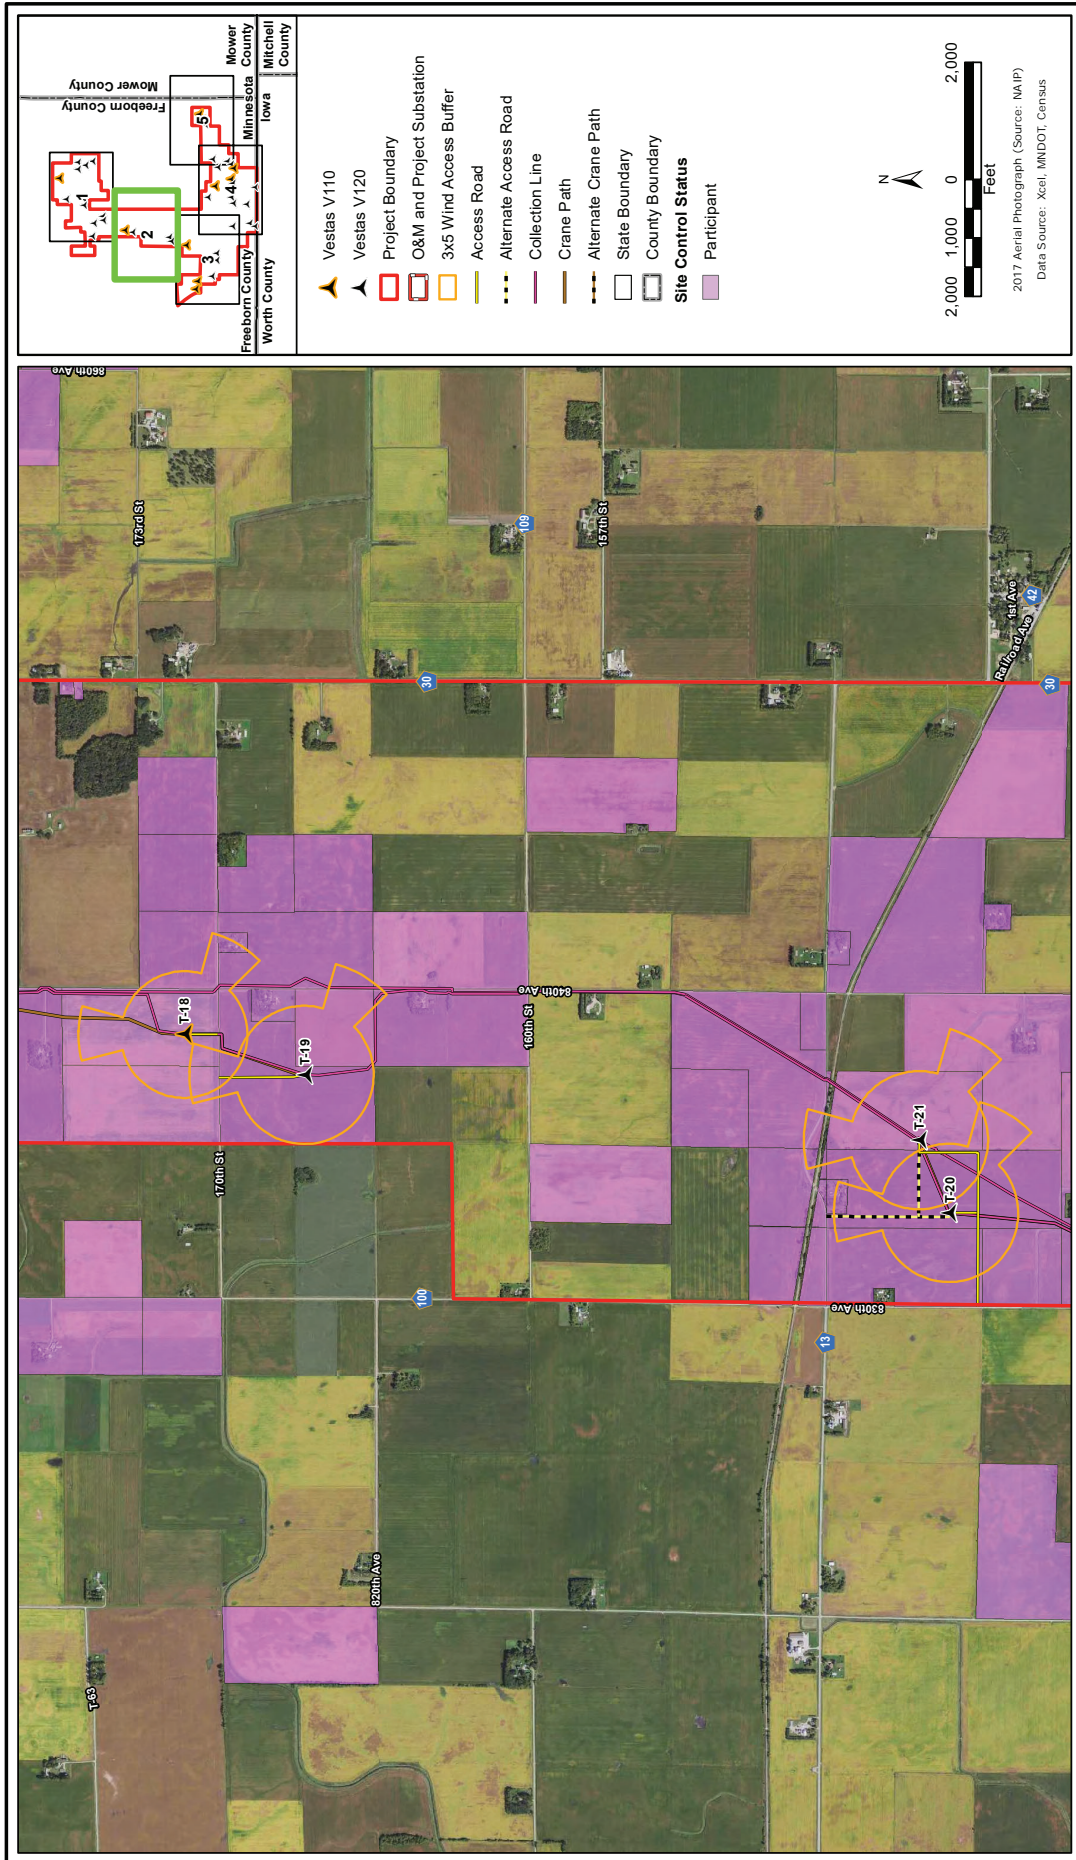 860th Ave
173rd St
109
157th St
1st Ave
42
Railroad Ave
30
30
T-18
T-19
840th Ave
160th St
170th St
T-21
T-20
100
830th Ave
13
820th Ave
T-63
Mower County
Mitchell County
Mower County
Freeborn County
Minnesota
Iowa
1
2
3
4
5
Freeborn County
Worth County
Vestas V110
Vestas V120
Project Boundary
O&M and Project Substation
3x5 Wind Access Buffer
Access Road
Alternate Access Road
Collection Line
Crane Path
Alternate Crane Path
State Boundary
County Boundary
Site Control Status
Participant
N
2,000 1,000 0 2,000
Feet
2017 Aerial Photograph (Source: NAIP)
Data Source: Xcel, MNDOT, Census